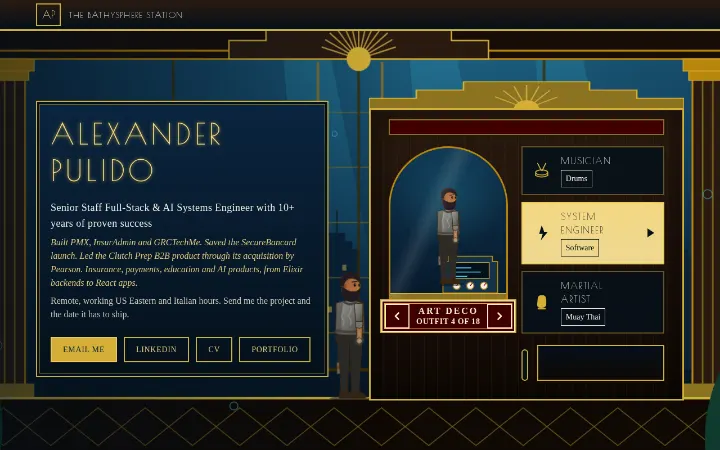 AP THE BATHYSPHERE STATION
ALEXANDER
PULIDO
Senior Staff Full-Stack & AI Systems Engineer with 10+
years of proven success
Built PMX, InsurAdmin and GRCTechMe. Saved the SecureBancard
launch. Led the Clutch Prep B2B product through its acquisition by
Pearson. Insurance, payments, education and AI products, from Elixir
backends to React apps.
Remote, working US Eastern and Italian hours. Send me the project and
the date it has to ship.
EMAIL ME LINKEDIN CV PORTFOLIO
ART DECO
OUTFIT 4 OF 18
MUSICIAN
Drums
SYSTEM
ENGINEER
Software
MARTIAL
ARTIST
Muay Thai